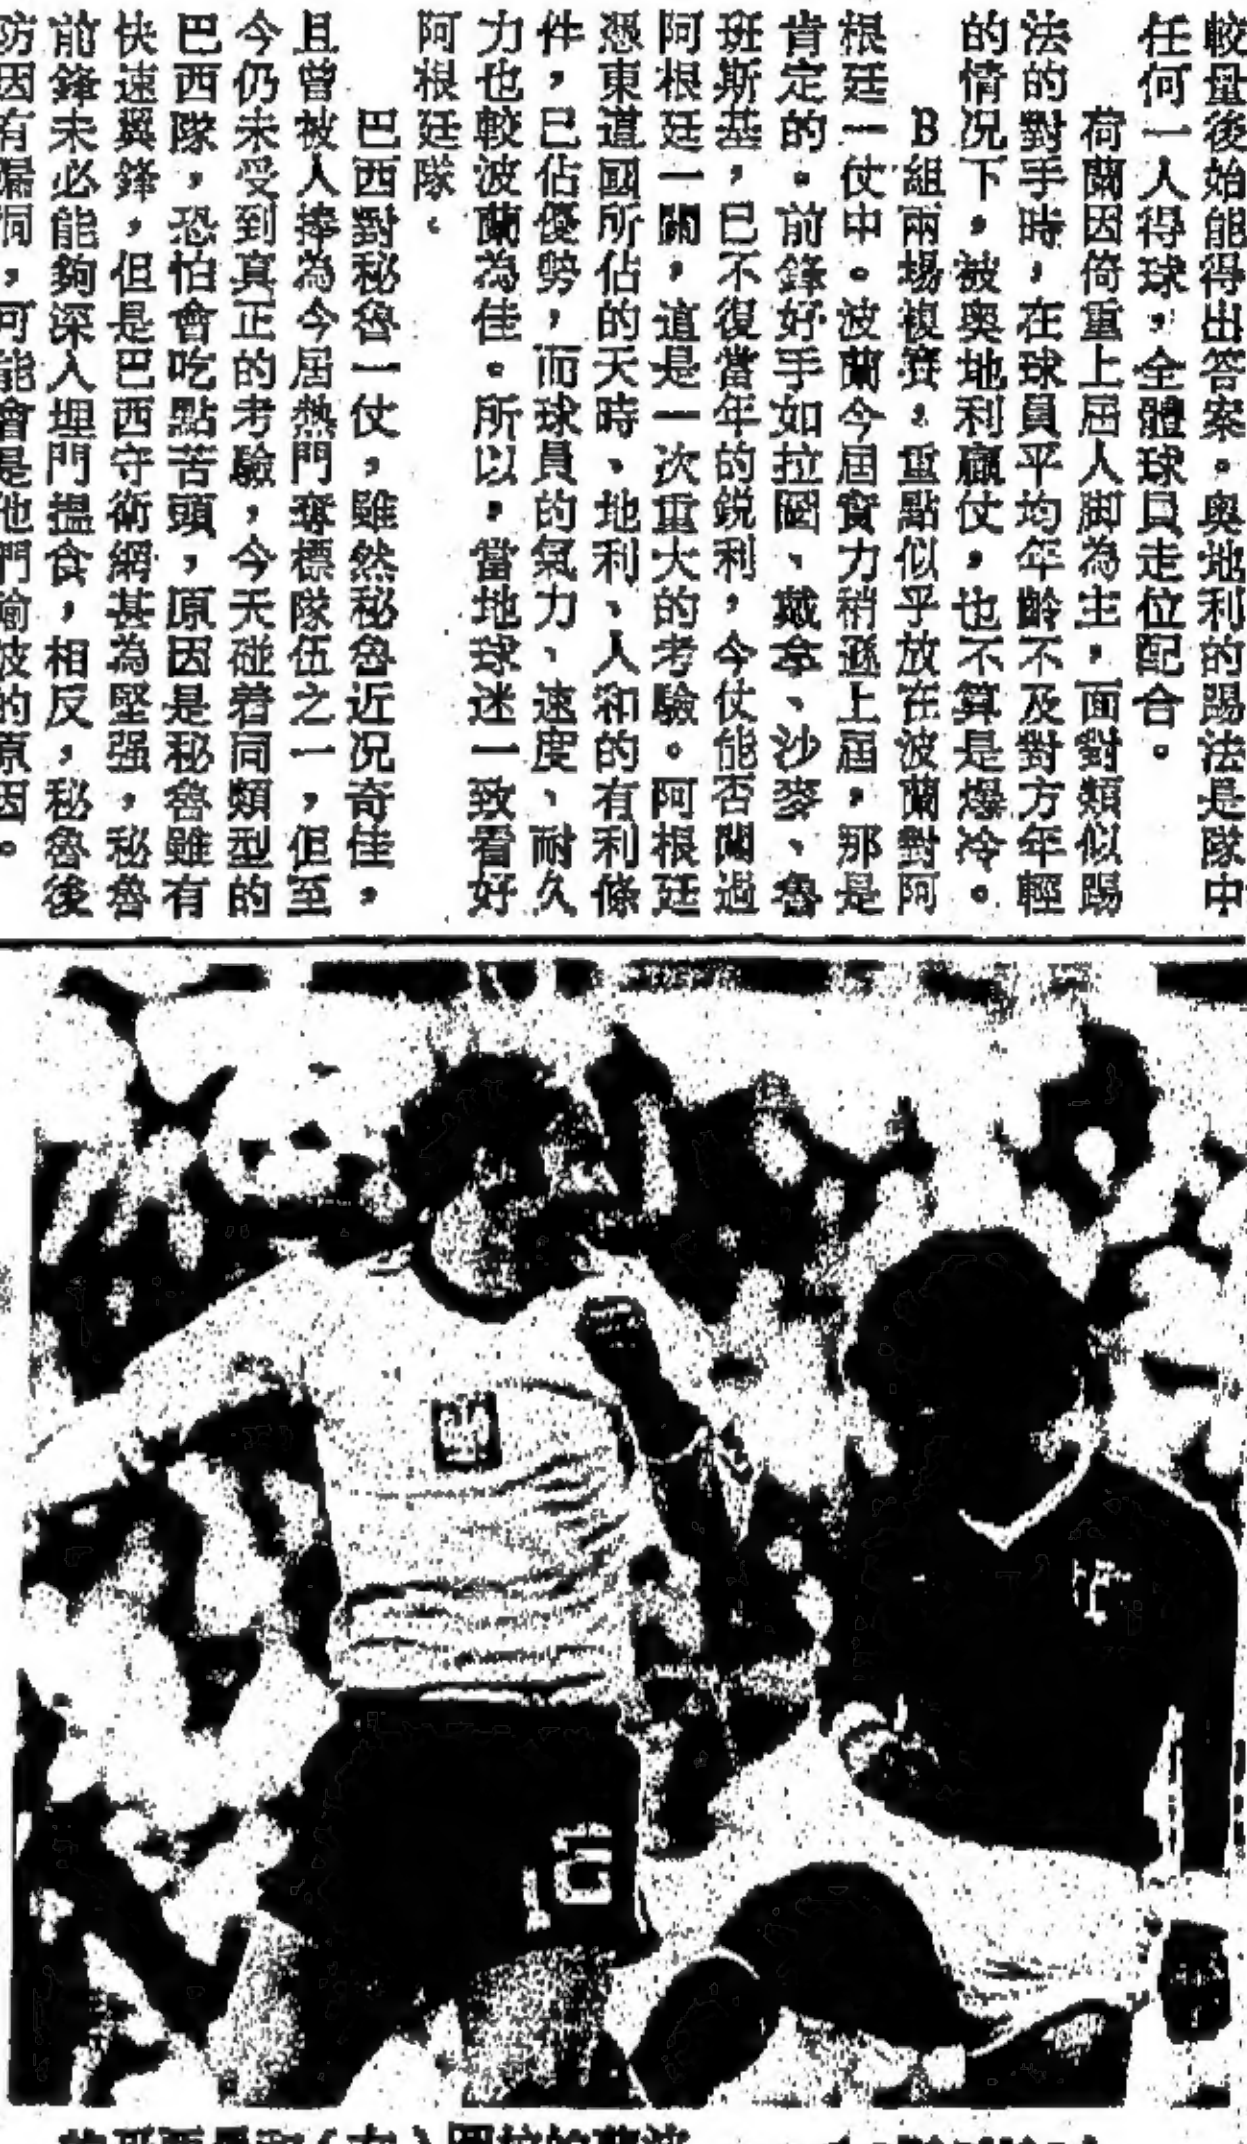 較量後始能得出答案。奧地利的踢法是隊中
任何一人得球，全體球員走位配合。
荷蘭因倚重上屆人脚為主，面對類似踢
法的對手時，在球員平均年齡不及對方年輕
的情况下，被奧地利贏仗，也不算是爆冷。
B組兩場複賽，重點似乎放在波蘭對阿
根廷一仗中。波蘭今屆實力稍遜上屆，那是
肯定的。前鋒好手如拉圖、戴拿、沙麥、魯
班斯基，已不復當年的銳利，今仗能否闖過
阿根廷一關，這是一次重大的考驗。阿根廷
憑東道國所佔的天時、地利、人和的有利條
件，已佔優勢，而球員的氣力、速度、耐久
力也較波蘭為佳。所以，當地球迷一致看好
阿根廷隊。
巴西對秘魯一仗，雖然秘魯近况奇佳，
且曾被人捧為今居熱門奪標隊伍之一，但至
今仍未受到真正的考驗，今天碰着同類型的
巴西隊，恐怕會吃點苦頭，原因是秘魯雖有
快速翼鋒，但是巴西守衛網甚為堅强，秘魯
前鋒未必能夠深入埋門搵食，相反，秘魯後
防因有漏洞，可能會是他們輸波的原因。
10